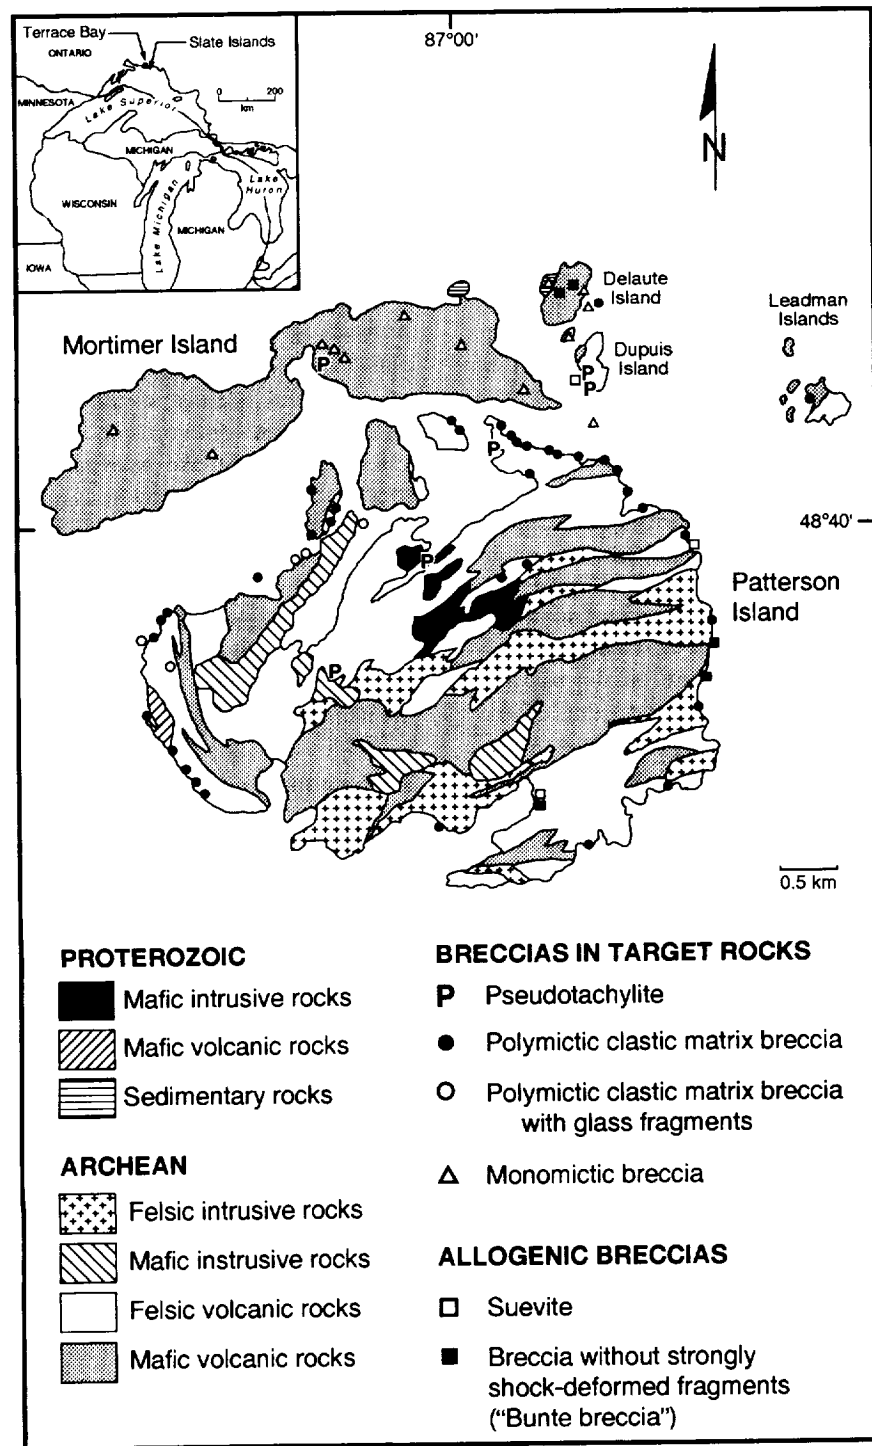 Terrace Bay
Slate Islands
ONTARIO
MINNESOTA
Lake Superior
0 200
km
MICHIGAN
WISCONSIN
Lake Michigan
MICHIGAN
Lake
Huron
IOWA
87°00'
N
Delaute
Island
Leadman
Islands
Mortimer Island
Dupuis
Island
P
P
P
P
48°40'
P
Patterson
Island
P
0.5 km
PROTEROZOIC
Mafic intrusive rocks
Mafic volcanic rocks
Sedimentary rocks
ARCHEAN
Felsic intrusive rocks
Mafic instrusive rocks
Felsic volcanic rocks
Mafic volcanic rocks
BRECCIAS IN TARGET ROCKS
P Pseudotachylite
Polymictic clastic matrix breccia
Polymictic clastic matrix breccia
with glass fragments
Monomictic breccia
ALLOGENIC BRECCIAS
Suevite
Breccia without strongly
shock-deformed fragments
("Bunte breccia")